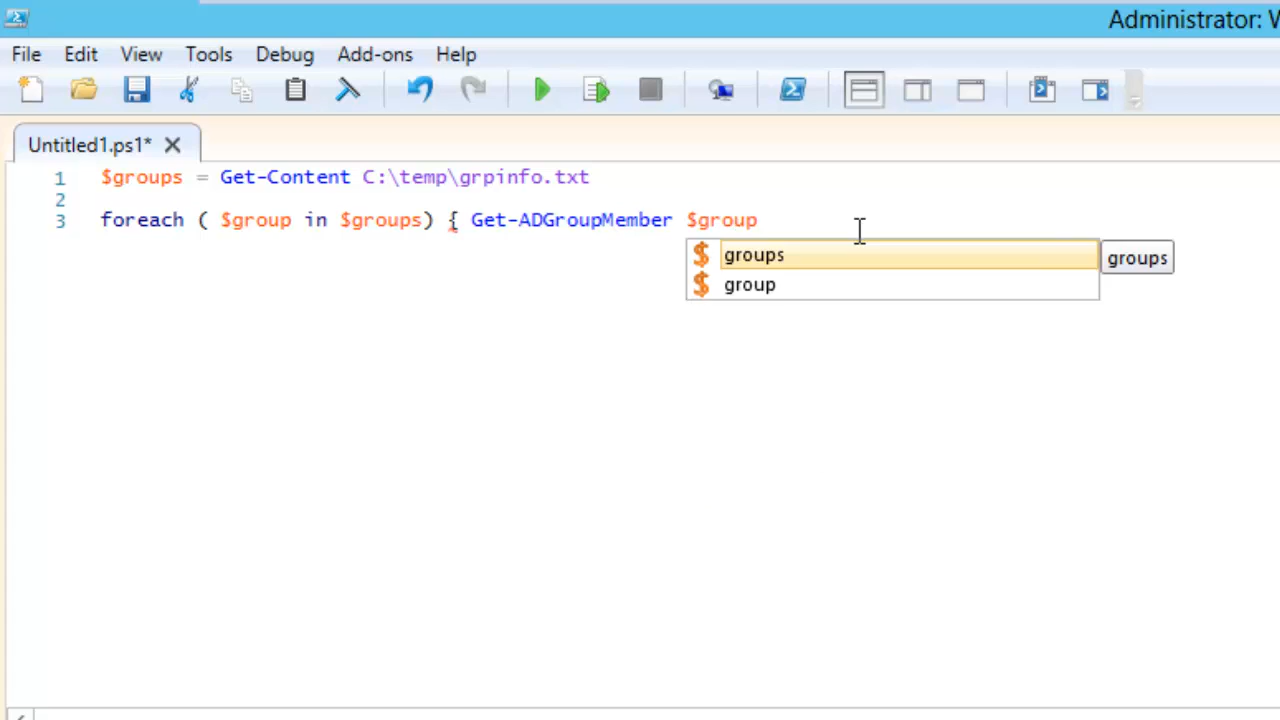 Administrator: W
File Edit View Tools Debug Add-ons Help
Untitled1.ps1*
1 $groups = Get-Content C:\temp\grpinfo.txt
2
3 foreach ( $group in $groups) { Get-ADGroupMember $group
groups groups
group